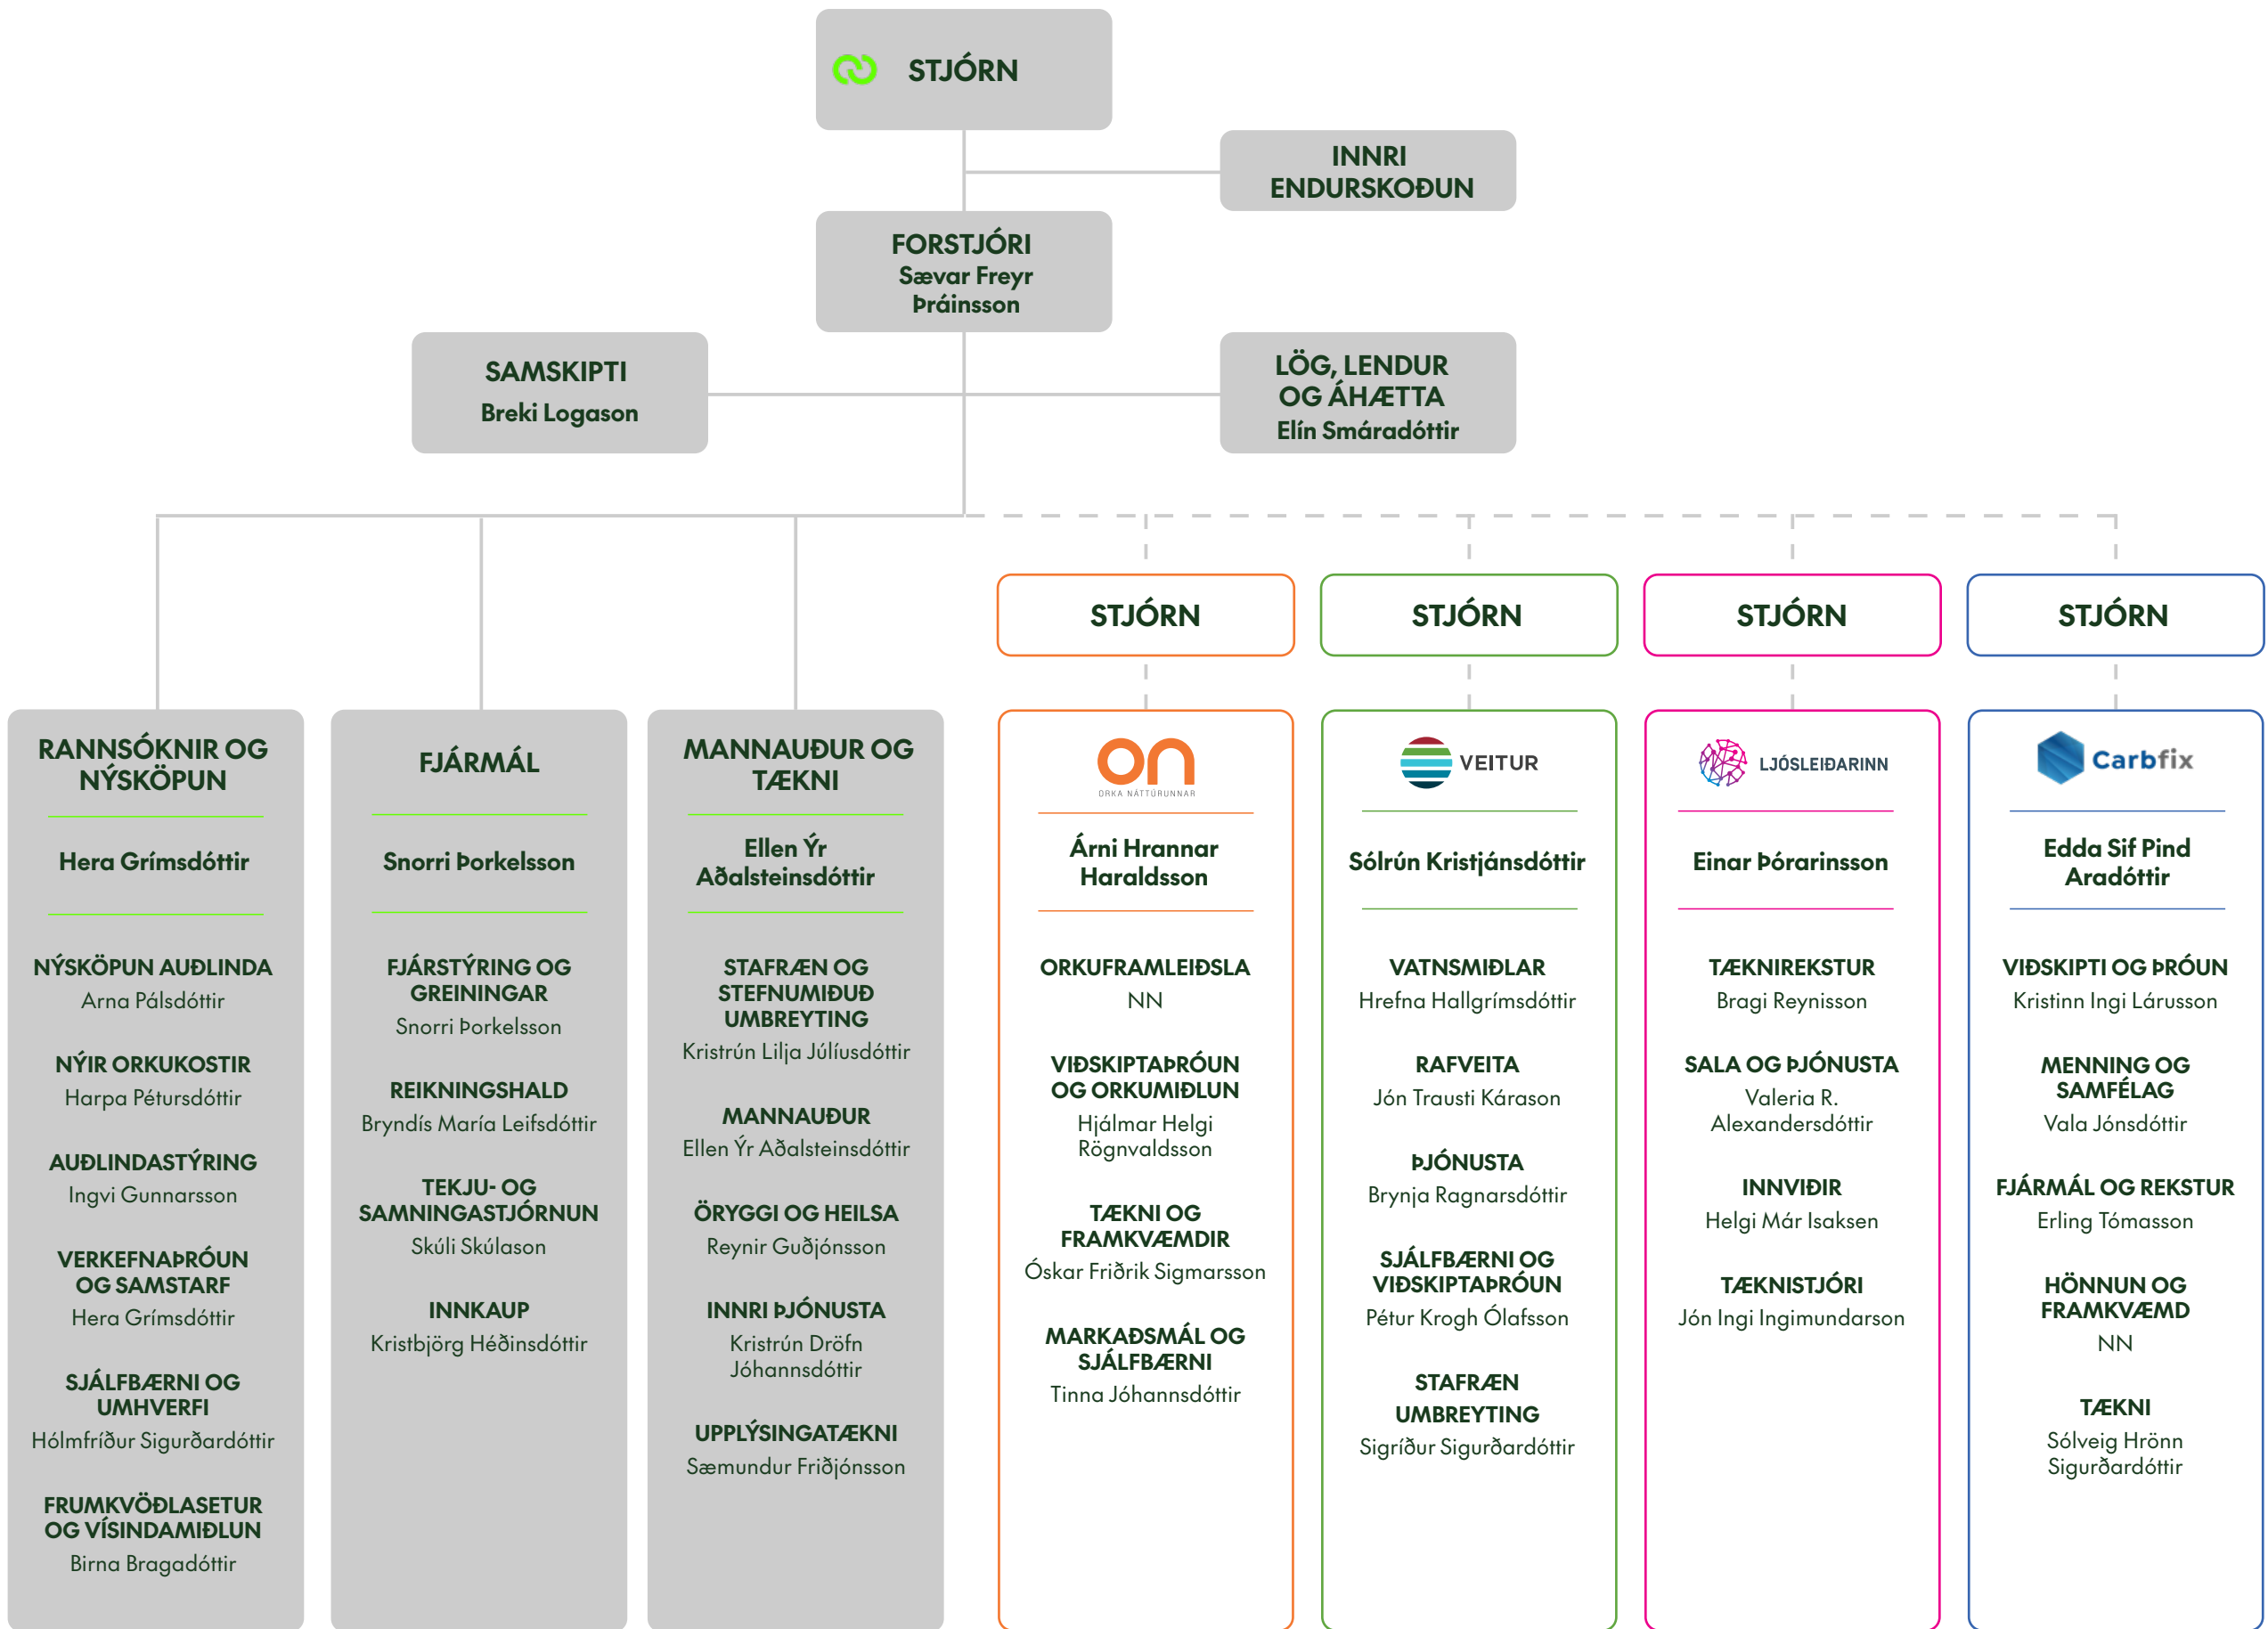 STJÓRN
INNRI
ENDURSKOÐUN
FORSTJÓRI
Sævar Freyr
Þráinsson
SAMSKIPTI
Breki Logason
LÖG, LENDUR
OG ÁHÆTTA
Elín Smáradóttir
RANNSÓKNIR OG
NÝSKÖPUN
Hera Grímsdóttir
NÝSKÖPUN AUÐLINDA
Arna Pálsdóttir
NÝIR ORKUKOSTIR
Harpa Pétursdóttir
AUÐLINDASTÝRING
Ingvi Gunnarsson
VERKEFNAÞRÓUN
OG SAMSTARF
Hera Grímsdóttir
SJÁLFBÆRNI OG
UMHVERFI
Hólmfríður Sigurðardóttir
FRUMKVÖÐLASETUR
OG VÍSINDAMIÐLUN
Birna Bragadóttir
FJÁRMÁL
Snorri Þorkelsson
FJÁRSTÝRING OG
GREININGAR
Snorri Þorkelsson
REIKNINGSHALD
Bryndís María Leifsdóttir
TEKJU- OG
SAMNINGASTJÓRNUN
Skúli Skúlason
INNKAUP
Kristbjörg Héðinsdóttir
MANNAUÐUR OG
TÆKNI
Ellen Ýr
Aðalsteinsdóttir
STAFRÆN OG
STEFNUMIÐUÐ
UMBREYTING
Kristrún Lilja Júlíusdóttir
MANNAUÐUR
Ellen Ýr Aðalsteinsdóttir
ÖRYGGI OG HEILSA
Reynir Guðjónsson
INNRI ÞJÓNUSTA
Kristrún Dröfn
Jóhannsdóttir
UPPLÝSINGATÆKNI
Sæmundur Friðjónsson
STJÓRN
on
ORKA NÁTTÚRUNNAR
Árni Hrannar
Haraldsson
ORKUFRAMLEIÐSLA
NN
VIÐSKIPTAÞRÓUN
OG ORKUMIÐLUN
Hjálmar Helgi
Rögnvaldsson
TÆKNI OG
FRAMKVÆMDIR
Óskar Friðrik Sigmarsson
MARKAÐSMÁL OG
SJÁLFBÆRNI
Tinna Jóhannsdóttir
STJÓRN
VEITUR
Sólrún Kristjánsdóttir
VATNSMIÐLAR
Hrefna Hallgrímsdóttir
RAFVEITA
Jón Trausti Kárason
ÞJÓNUSTA
Brynja Ragnarsdóttir
SJÁLFBÆRNI OG
VIÐSKIPTAÞRÓUN
Pétur Krogh Ólafsson
STAFRÆN
UMBREYTING
Sigríður Sigurðardóttir
STJÓRN
LJÓSLEIÐARINN
Einar Þórarinsson
TÆKNIREKSTUR
Bragi Reynisson
SALA OG ÞJÓNUSTA
Valeria R.
Alexandersdóttir
INNVIÐIR
Helgi Már Isaksen
TÆKNISTJÓRI
Jón Ingi Ingimundarson
STJÓRN
Carbfix
Edda Sif Pind
Aradóttir
VIÐSKIPTI OG ÞRÓUN
Kristinn Ingi Lárusson
MENNING OG
SAMFÉLAG
Vala Jónsdóttir
FJÁRMÁL OG REKSTUR
Erling Tómasson
HÖNNUN OG
FRAMKVÆMD
NN
TÆKNI
Sólveig Hrönn
Sigurðardóttir